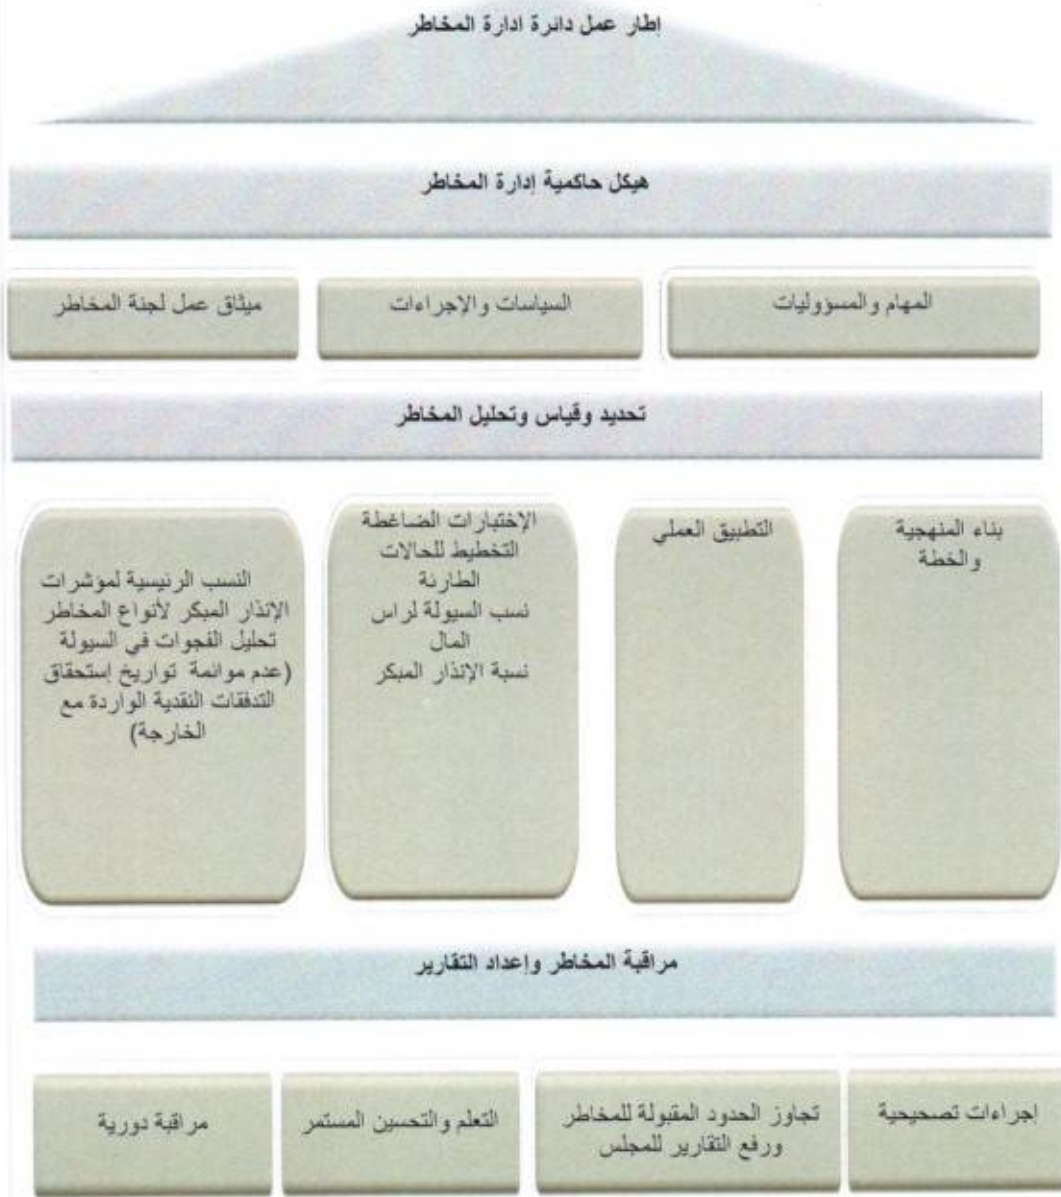 إطار عمل دائرة ادارة المخاطر
هيكل حاكمية إدارة المخاطر
المهام والمسؤوليات
السياسات والإجراءات
ميثاق عمل لجنة المخاطر
تحديد وقياس وتحليل المخاطر
بناء المنهجية
والخطة
التطبيق العملي
الإختبارات الضاغطة
التخطيط للحالات
الطارئة
نسب السيولة لراس
المال
نسبة الإنذار المبكر
النسب الرئيسية لمؤشرات
الإنذار المبكر لأنواع المخاطر
تحليل الفجوات في السيولة
(عدم موائمة تواريخ إستحقاق
التدفقات النقدية الواردة مع
الخارجة)
مراقبة المخاطر وإعداد التقارير
اجراءات تصحيحية
تجاوز الحدود المقبولة للمخاطر
ورفع التقارير للمجلس
التعلم والتحسين المستمر
مراقبة دورية